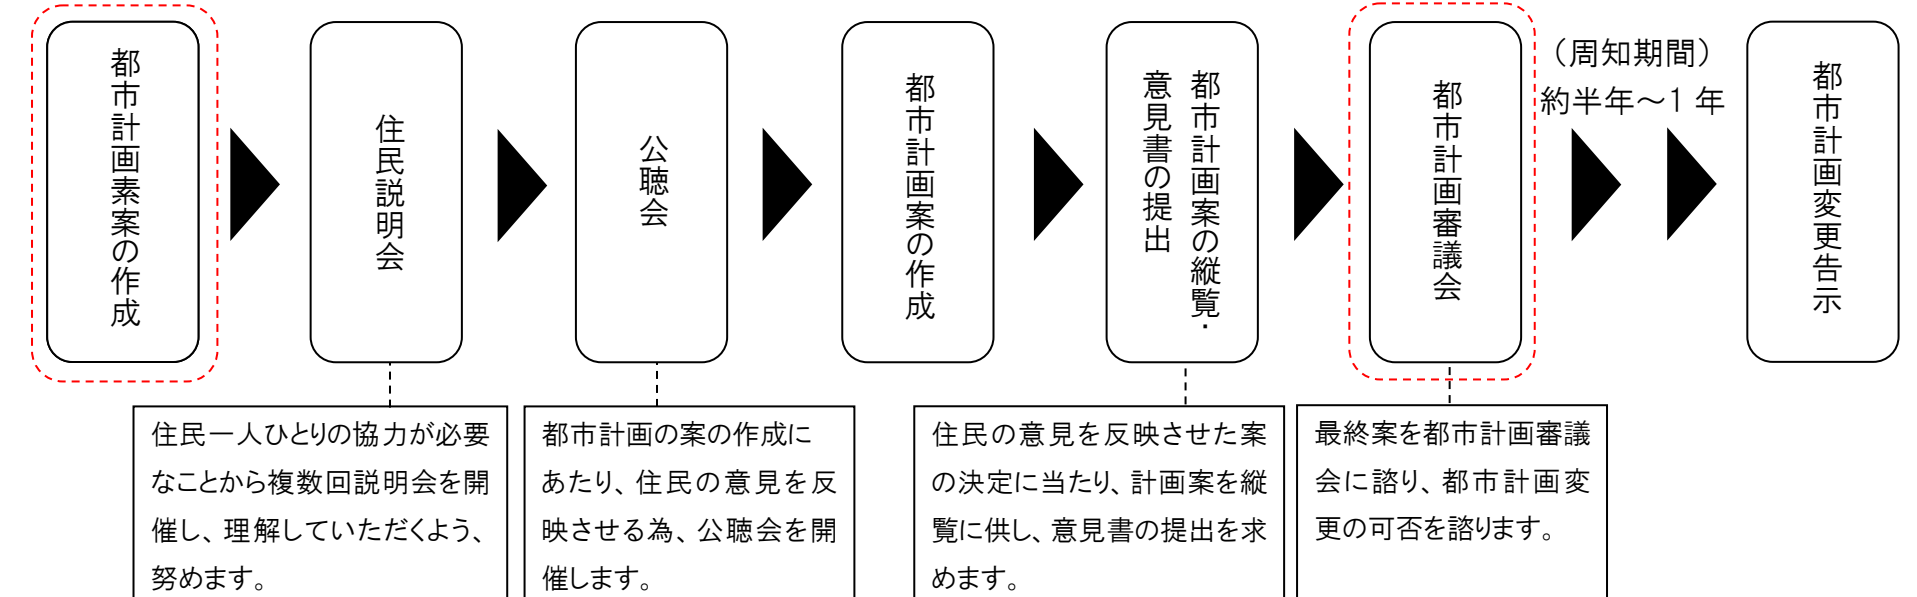 都市計画素案の作成
住民説明会
公聴会
都市計画案の作成
都市計画案の縦覧・
意見書の提出
都市計画審議会
（周知期間）
約半年～1 年
都市計画変更告示
住民一人ひとりの協力が必要
なことから複数回説明会を開
催し、理解していただくよう、
努めます。
都市計画の案の作成に
あたり、住民の意見を反
映させる為、公聴会を開
催します。
住民の意見を反映させた案
の決定に当たり、計画案を縦
覧に供し、意見書の提出を求
めます。
最終案を都市計画審議
会に諮り、都市計画変
更の可否を諮ります。